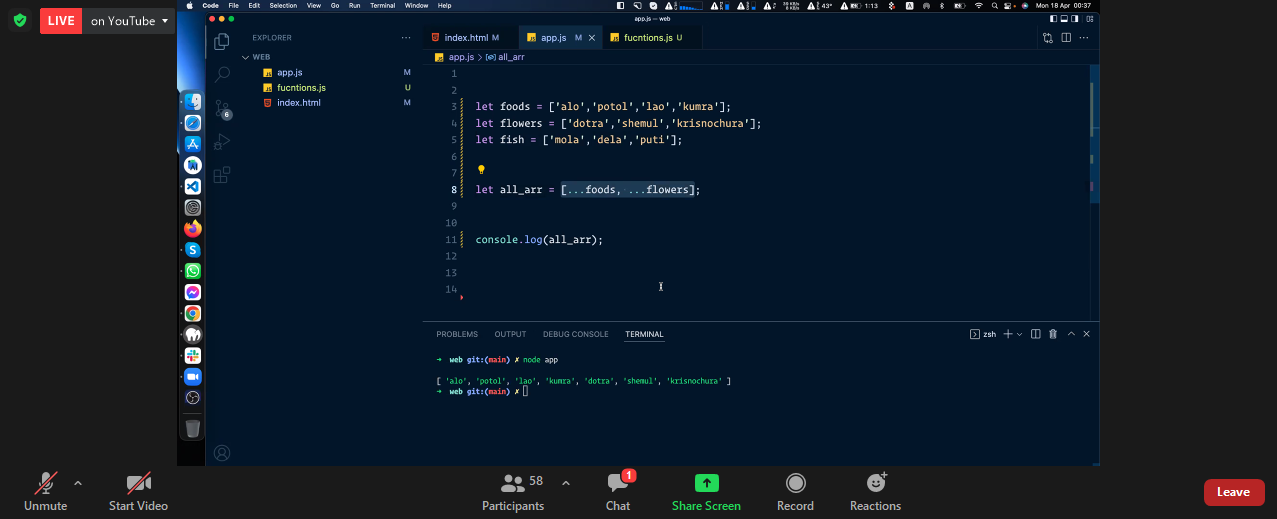 LIVE on YouTube
Code File Edit Selection View Go Run Terminal Window Help
43° 1:13 Mon 18 Apr 00:37
app.js — web
EXPLORER
WEB
app.js M
fucntions.js U
index.html M
6
index.html M app.js M fucntions.js U
app.js > all_arr
1
2
3 let foods = ['alo','potol','lao','kumra'];
4 let flowers = ['dotra','shemul','krisnochura'];
5 let fish = ['mola','dela','puti'];
6
7
8 let all_arr = [...foods, ...flowers];
9
10
11 console.log(all_arr);
12
13
14
PROBLEMS OUTPUT DEBUG CONSOLE TERMINAL zsh
→ web git:(main) ✗ node app
[ 'alo', 'potol', 'lao', 'kumra', 'dotra', 'shemul', 'krisnochura' ]
→ web git:(main) ✗
Unmute Start Video Participants 58 Chat 1 Share Screen Record Reactions Leave